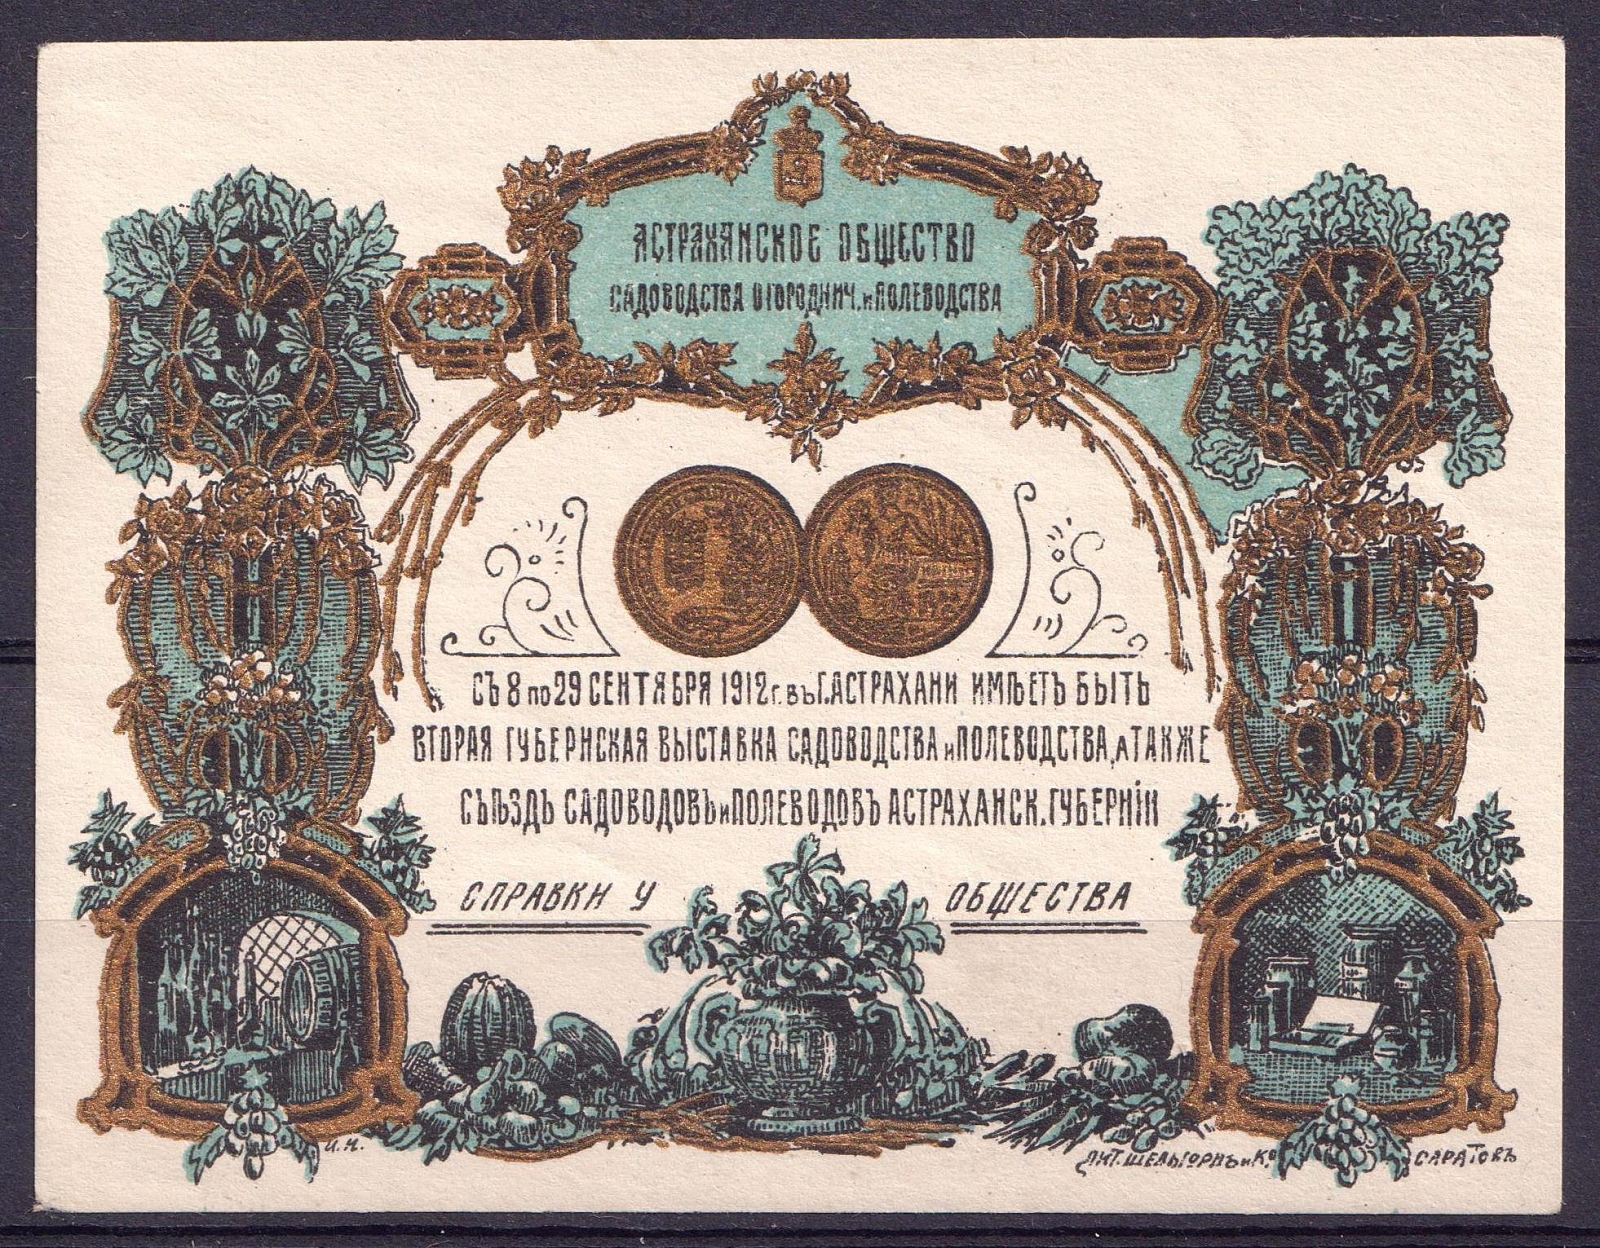 АСТРАХАНСКОЕ ОБЩЕСТВО
САДОВОДСТВА ОГОРОДНИЧ. и ПОЛЕВОДСТВА
СЪ 8 по 29 СЕНТЯБРЯ 1912 г. въ Г. АСТРАХАНИ ИМѢЕТЪ БЫТЬ
ВТОРАЯ ГУБЕРНСКАЯ ВЫСТАВКА САДОВОДСТВА и ПОЛЕВОДСТВА, А ТАКЖЕ
СЪѢЗДЪ САДОВОДОВЪ и ПОЛЕВОДОВЪ АСТРАХАНСК. ГУБЕРНІИ
СПРАВКИ У ОБЩЕСТВА
И.Н.
ЛИТ. ШЕЛЬГОРНЪ и Ко САРАТОВЪ